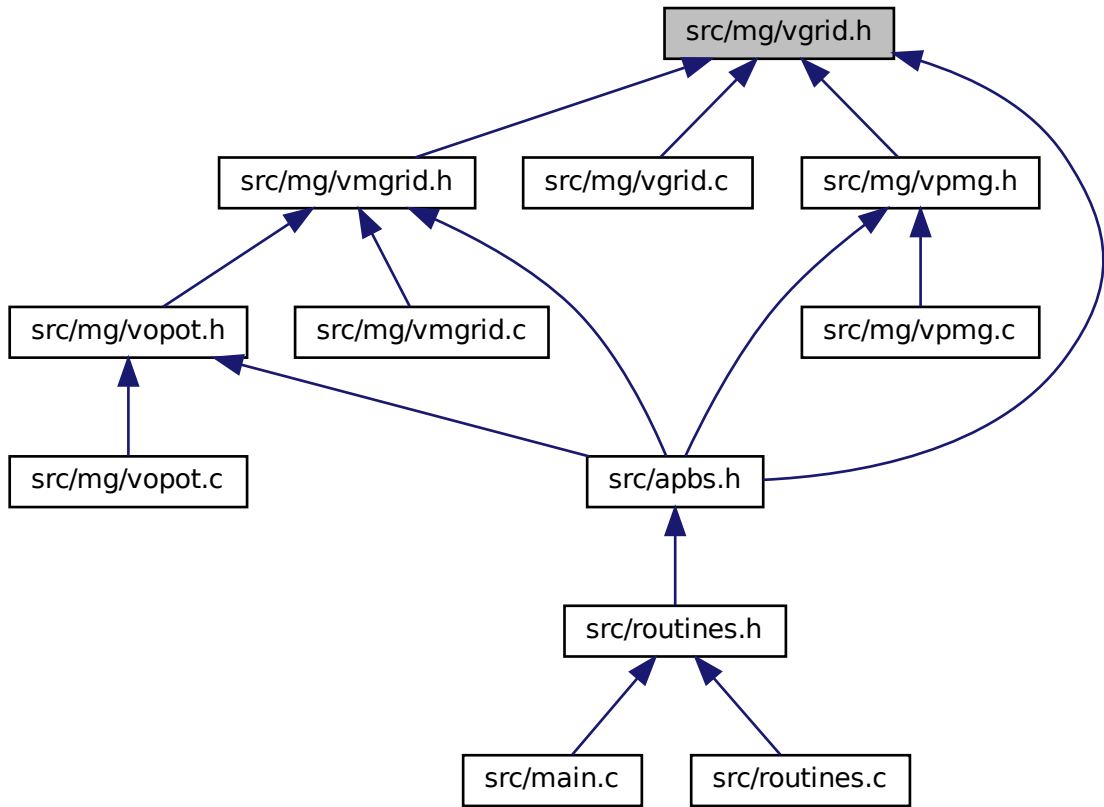 src/mg/vgrid.h
src/mg/vmgrid.h
src/mg/vgrid.c
src/mg/vpmg.h
src/mg/vopot.h
src/mg/vmgrid.c
src/mg/vpmg.c
src/mg/vopot.c
src/apbs.h
src/routines.h
src/main.c
src/routines.c